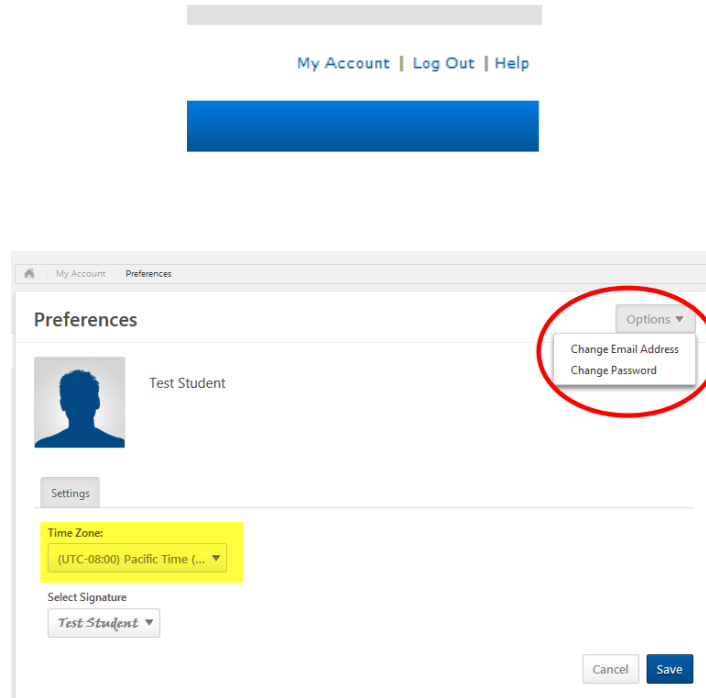 My Account | Log Out | Help
My Account Preferences
Preferences
Options ▼
Change Email Address
Change Password
Test Student
Settings
Time Zone:
(UTC-08:00) Pacific Time (... ▼
Select Signature
Test Student ▼
Cancel Save